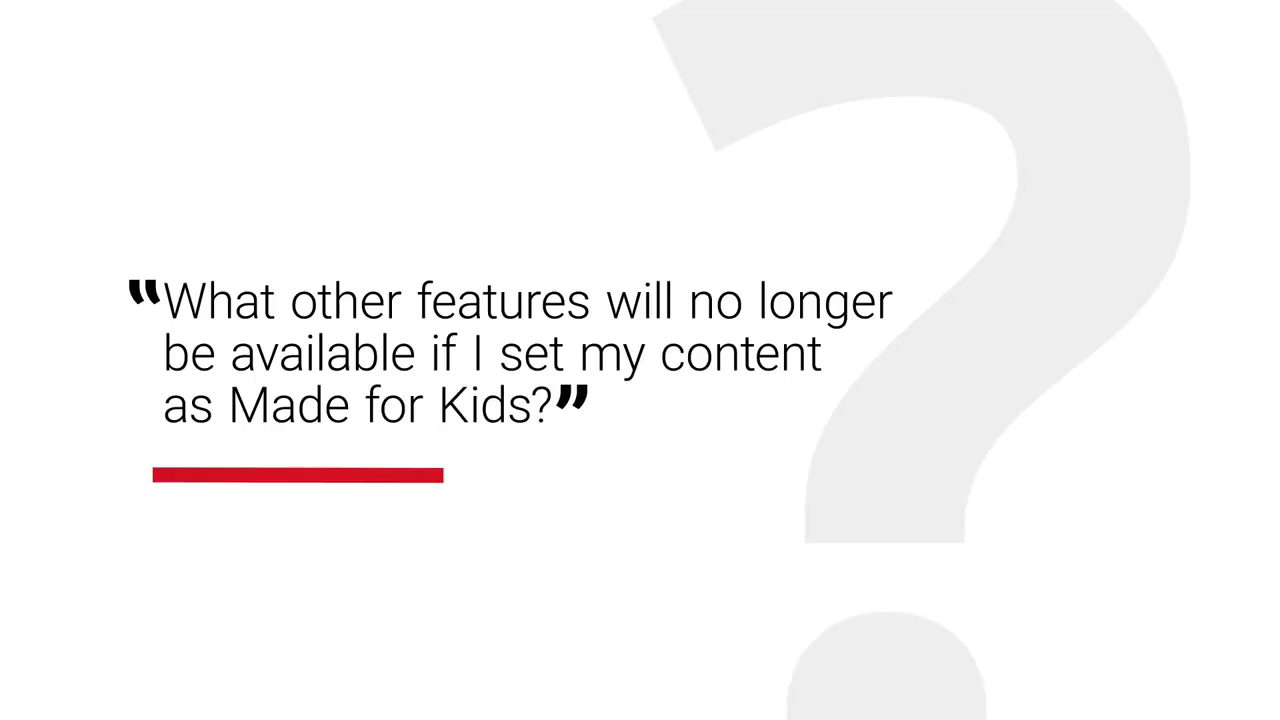 "What other features will no longer
be available if I set my content
as Made for Kids?"